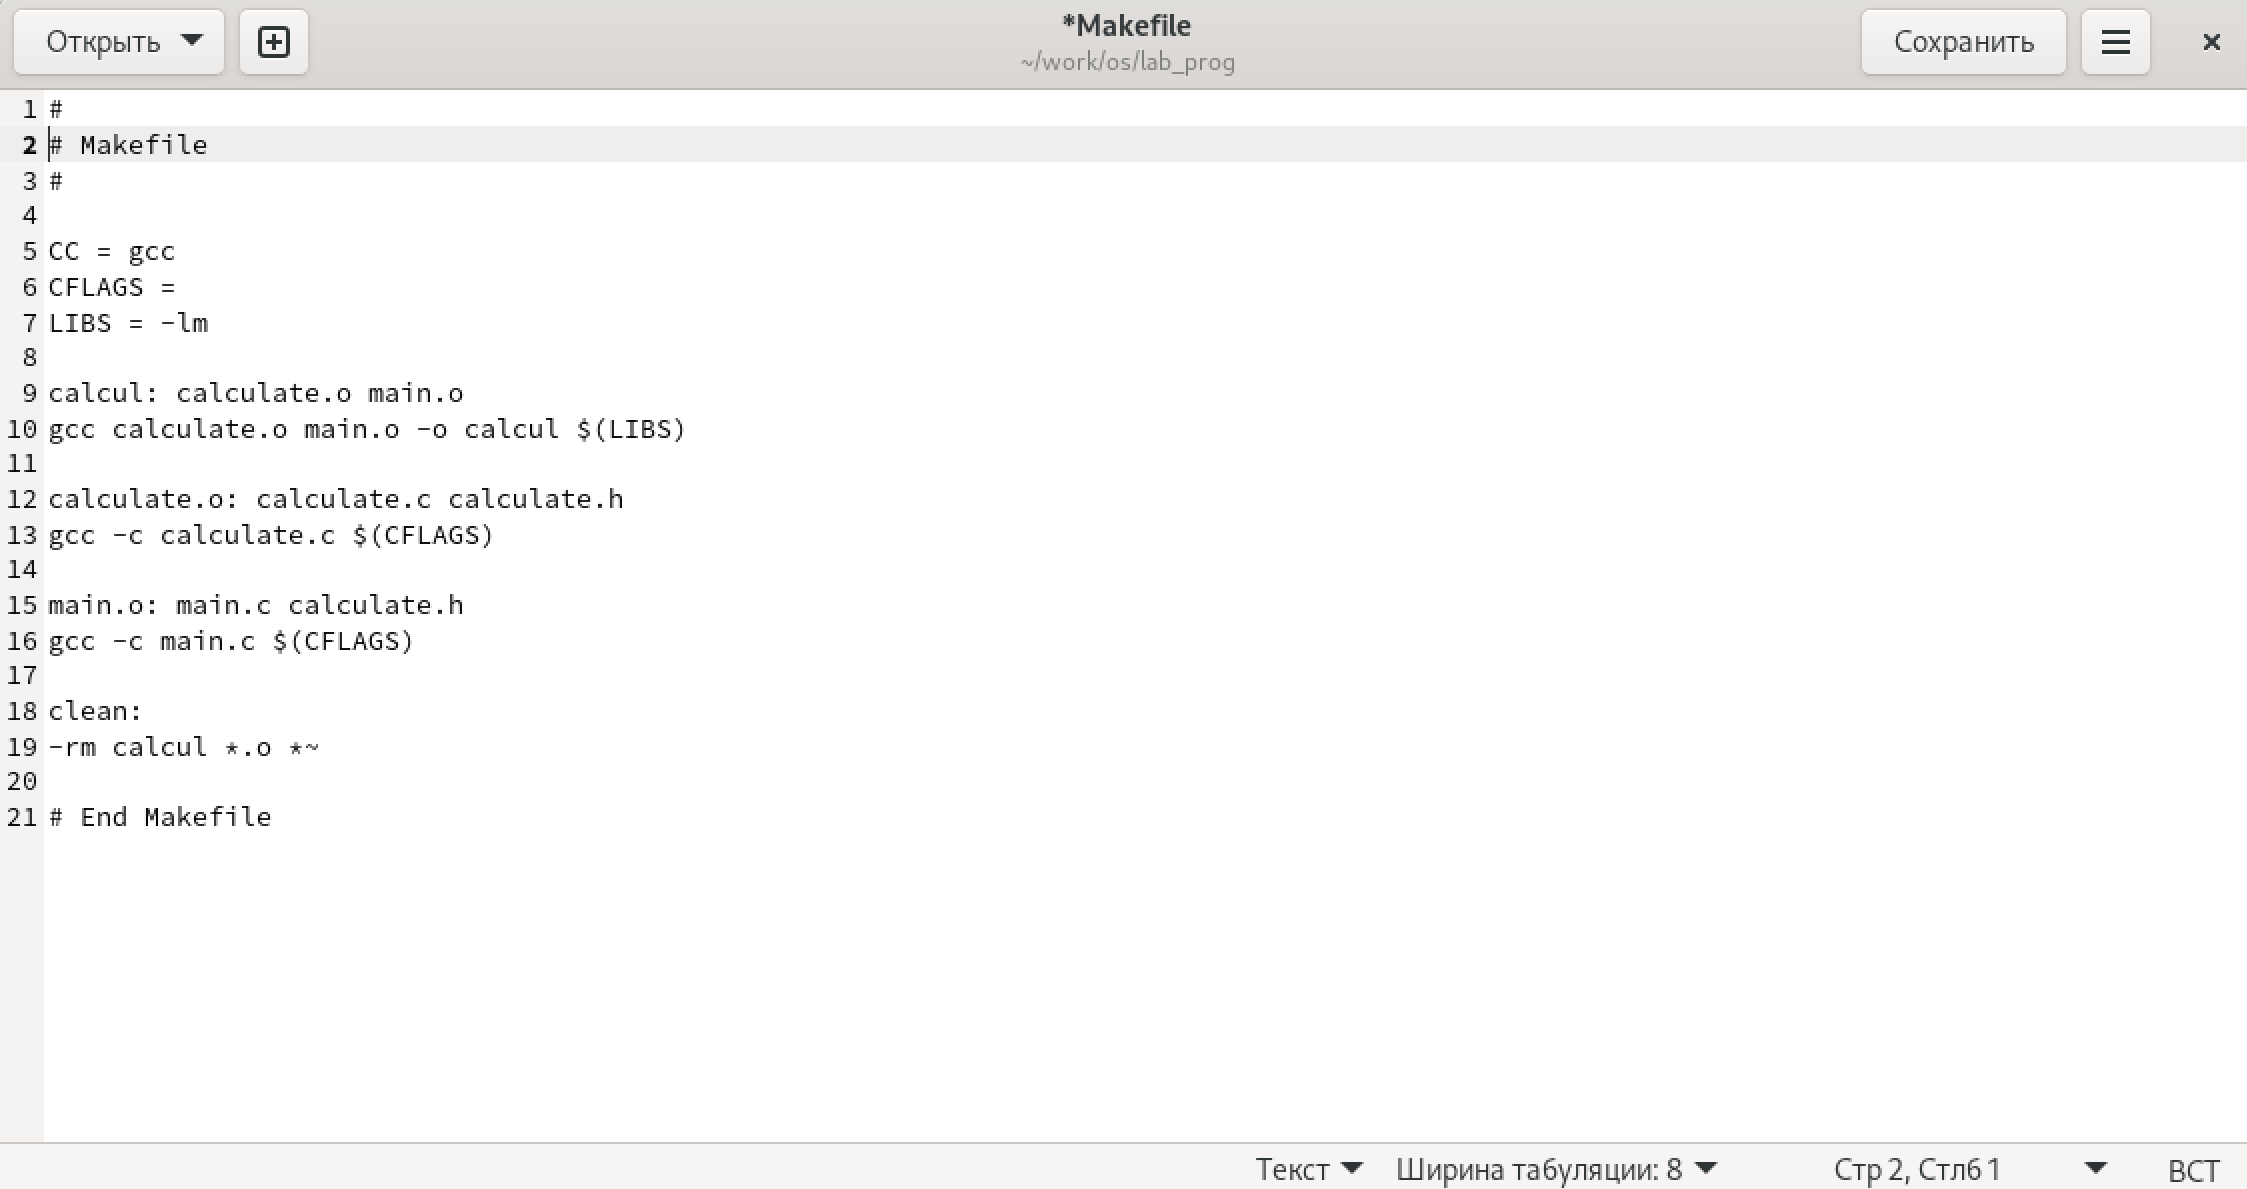 Открыть
*Makefile
~/work/os/lab_prog
Сохранить
1 #
2 # Makefile
3 #
4
5 CC = gcc
6 CFLAGS =
7 LIBS = -lm
8
9 calcul: calculate.o main.o
10 gcc calculate.o main.o -o calcul $(LIBS)
11
12 calculate.o: calculate.c calculate.h
13 gcc -c calculate.c $(CFLAGS)
14
15 main.o: main.c calculate.h
16 gcc -c main.c $(CFLAGS)
17
18 clean:
19 -rm calcul *.o *~
20
21 # End Makefile
Текст Ширина табуляции: 8 Стр 2, Стлб 1 ВСТ